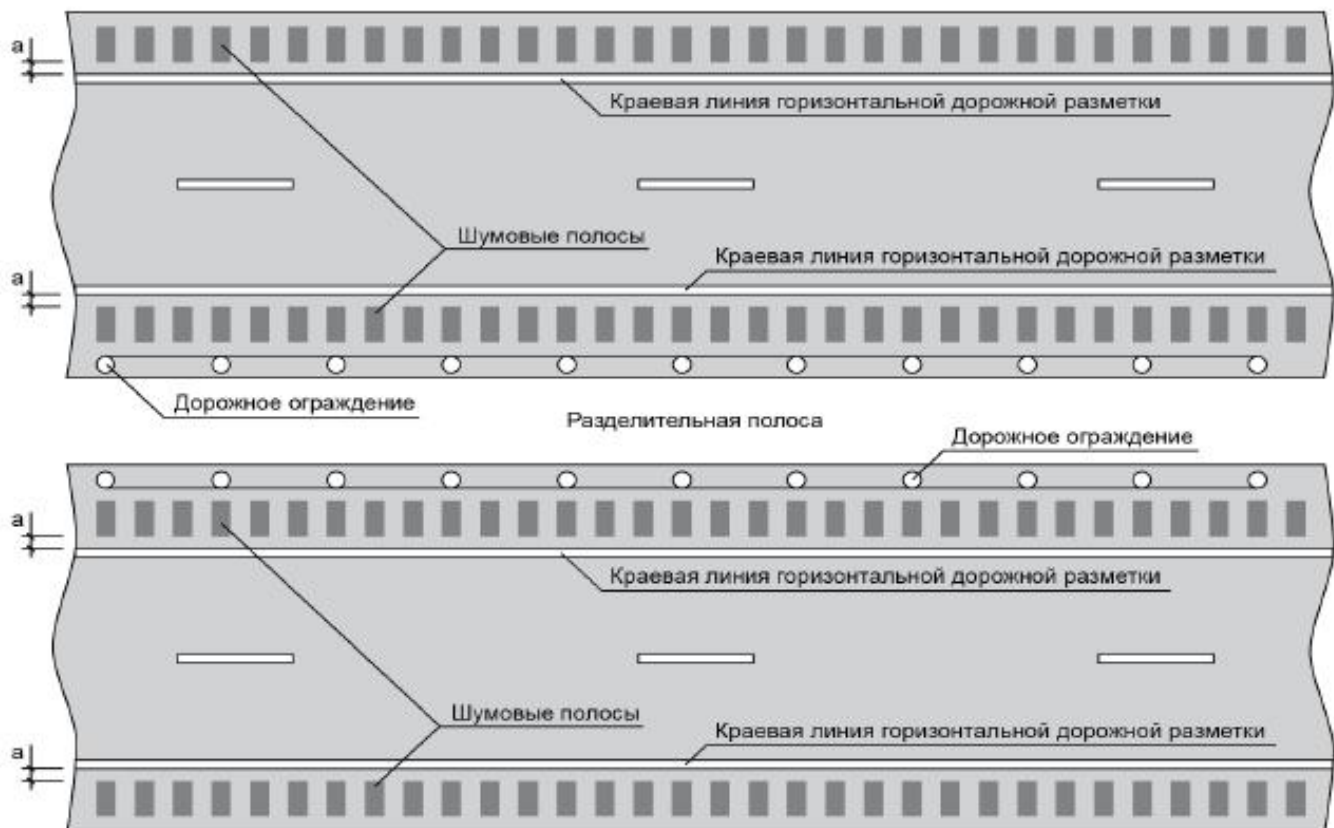 а
Краевая линия горизонтальной дорожной разметки
Шумовые полосы
Краевая линия горизонтальной дорожной разметки
а
Дорожное ограждение
Разделительная полоса
Дорожное ограждение
а
Краевая линия горизонтальной дорожной разметки
Шумовые полосы
Краевая линия горизонтальной дорожной разметки
а